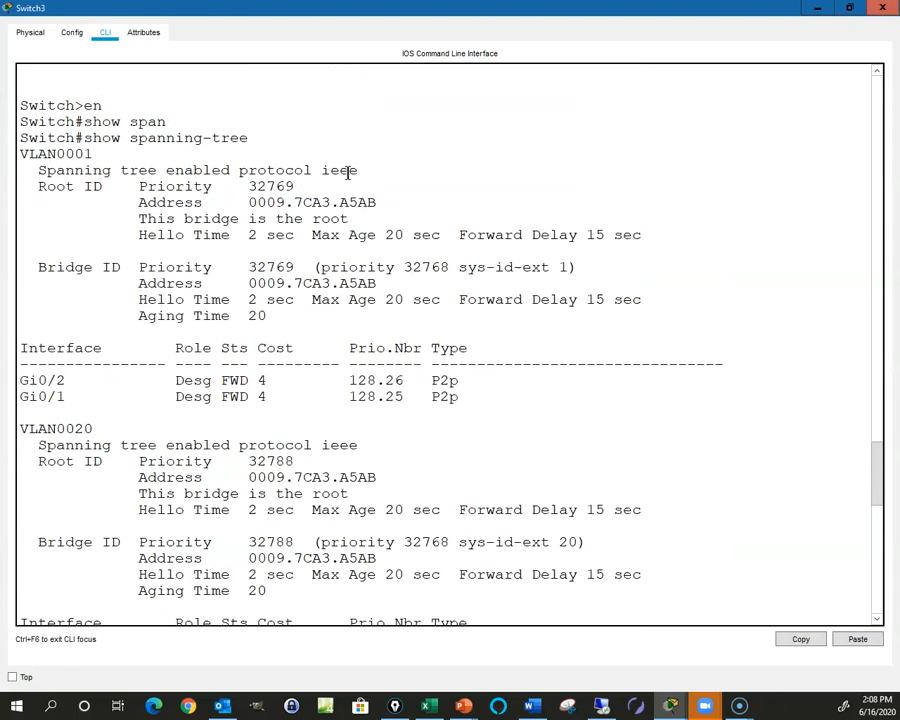 Switch3
Physical Config CLI Attributes
IOS Command Line Interface
Switch>en
Switch#show span
Switch#show spanning-tree
VLAN0001
Spanning tree enabled protocol ieee
Root ID Priority 32769
Address 0009.7CA3.A5AB
This bridge is the root
Hello Time 2 sec Max Age 20 sec Forward Delay 15 sec
Bridge ID Priority 32769 (priority 32768 sys-id-ext 1)
Address 0009.7CA3.A5AB
Hello Time 2 sec Max Age 20 sec Forward Delay 15 sec
Aging Time 20
Interface Role Sts Cost Prio.Nbr Type
---------------- ---- --- --------- -------- --------------------------------
Gi0/2 Desg FWD 4 128.26 P2p
Gi0/1 Desg FWD 4 128.25 P2p
VLAN0020
Spanning tree enabled protocol ieee
Root ID Priority 32788
Address 0009.7CA3.A5AB
This bridge is the root
Hello Time 2 sec Max Age 20 sec Forward Delay 15 sec
Bridge ID Priority 32788 (priority 32768 sys-id-ext 20)
Address 0009.7CA3.A5AB
Hello Time 2 sec Max Age 20 sec Forward Delay 15 sec
Aging Time 20
Interface Role Sts Cost Prio.Nbr Type
Ctrl+F6 to exit CLI focus
Copy Paste
Top
2:08 PM
6/16/2020